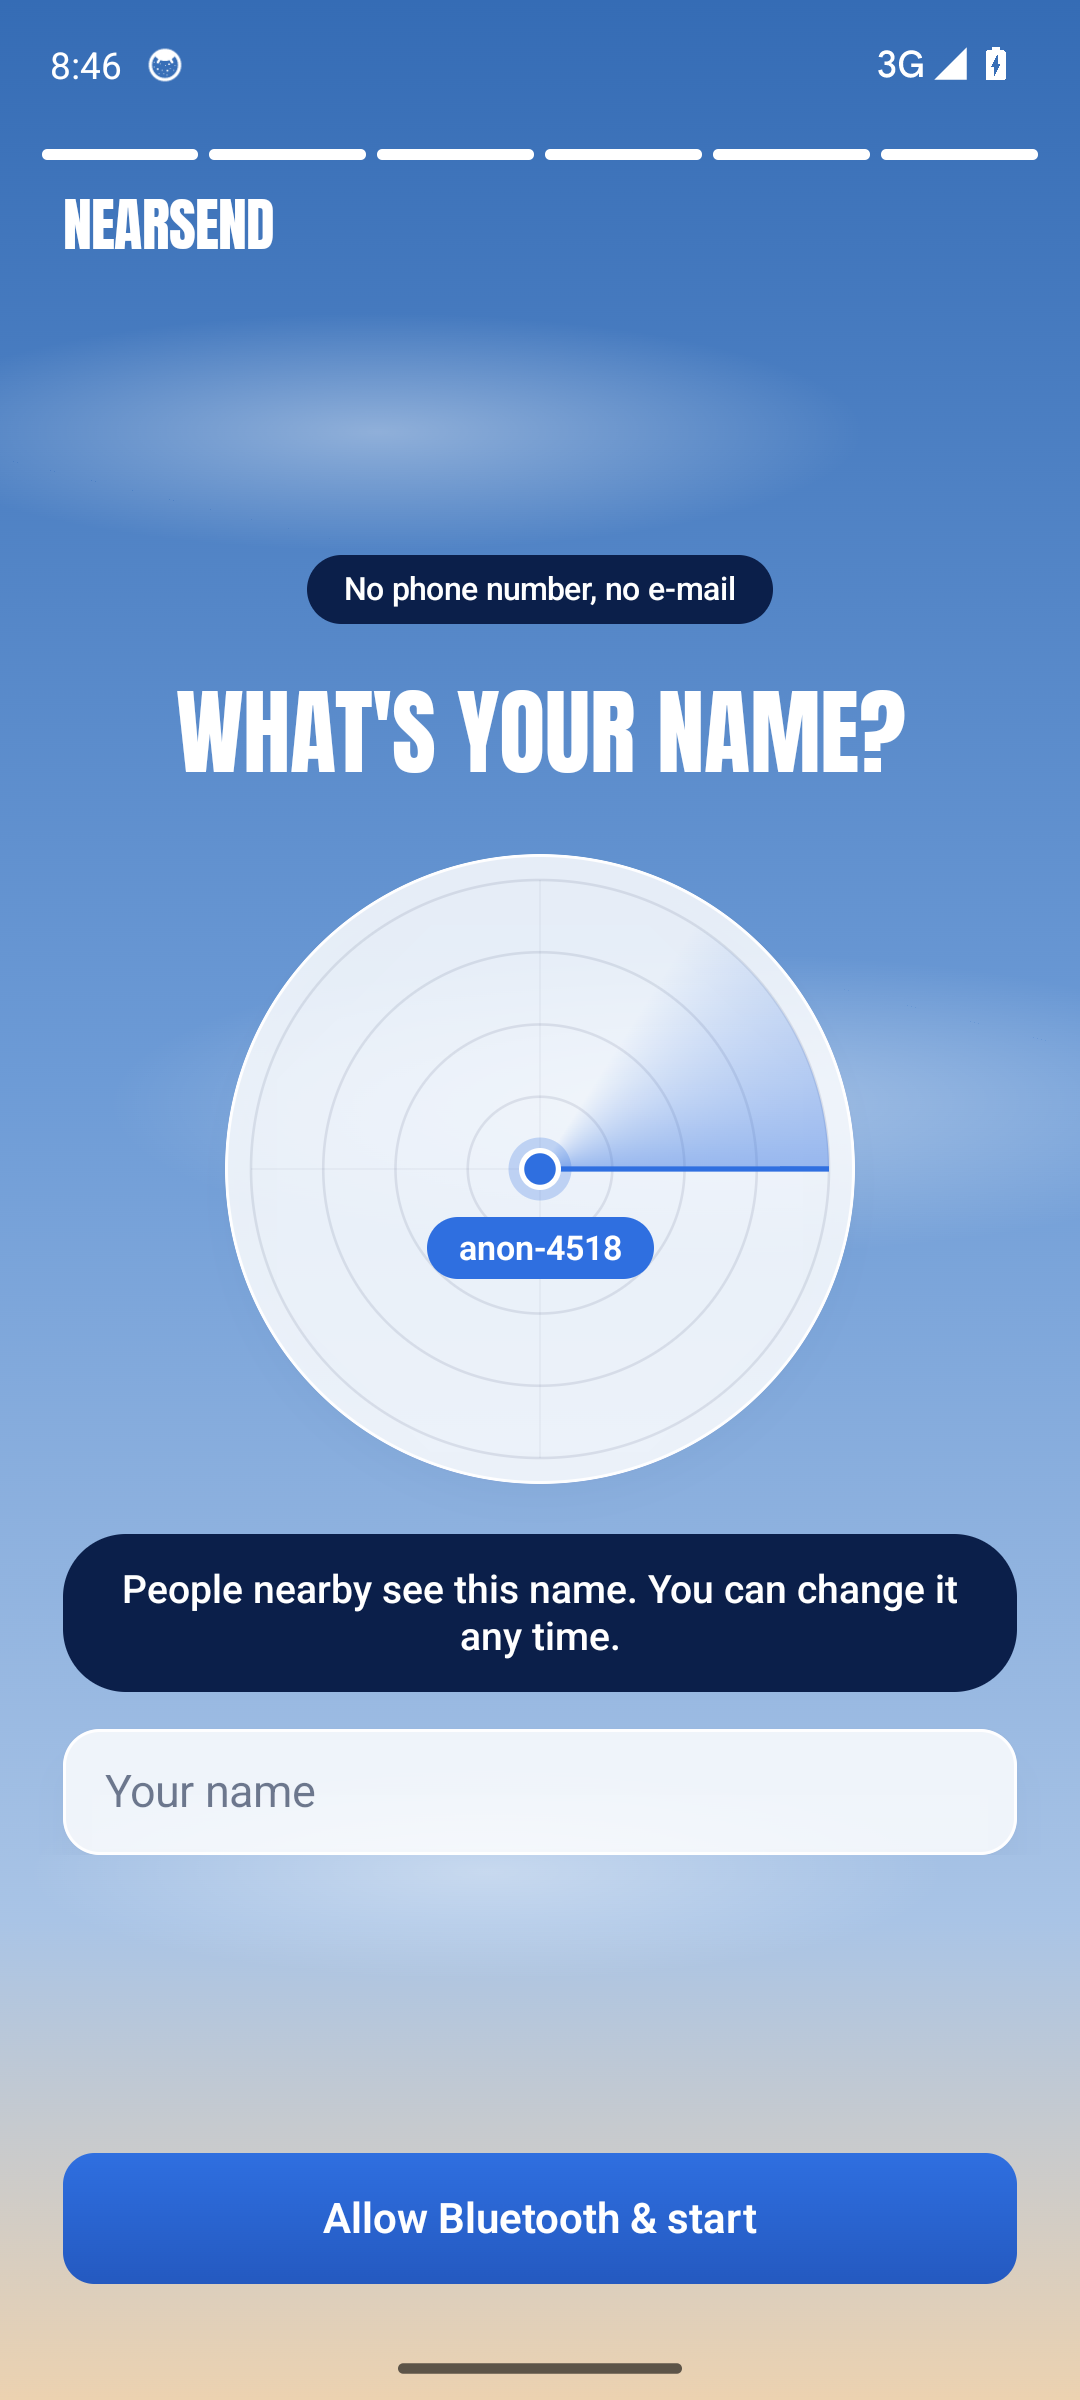 8:46
3G
NEARSEND
No phone number, no e-mail
WHAT'S YOUR NAME?
anon-4518
People nearby see this name. You can change it
any time.
Your name
Allow Bluetooth & start